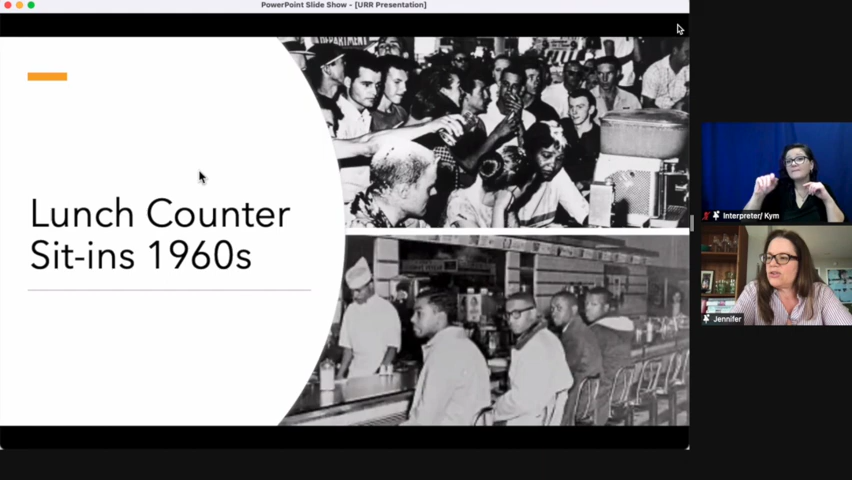 PowerPoint Slide Show - [URR Presentation]
Lunch Counter
Sit-ins 1960s
Interpreter/ Kym
Jennifer